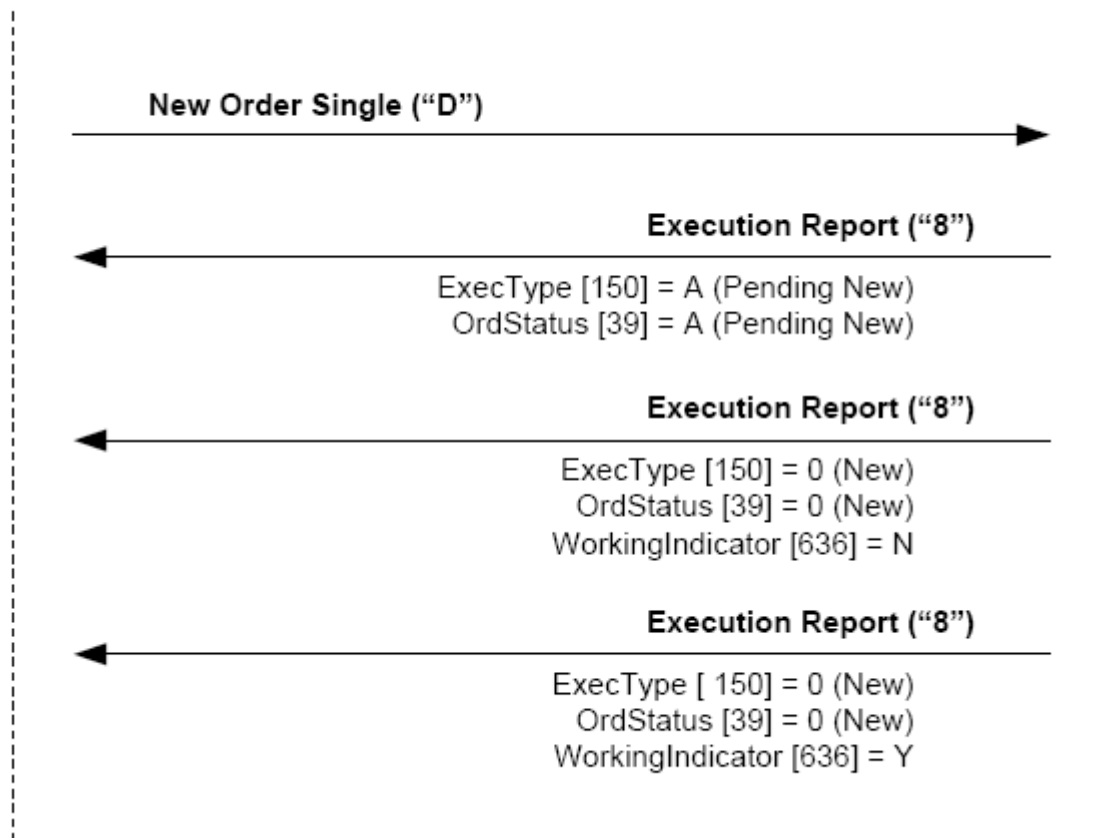 New Order Single (“D”)
Execution Report (“8”)
ExecType [150] = A (Pending New)
OrdStatus [39] = A (Pending New)
Execution Report (“8”)
ExecType [150] = 0 (New)
OrdStatus [39] = 0 (New)
WorkingIndicator [636] = N
Execution Report (“8”)
ExecType [ 150] = 0 (New)
OrdStatus [39] = 0 (New)
WorkingIndicator [636] = Y